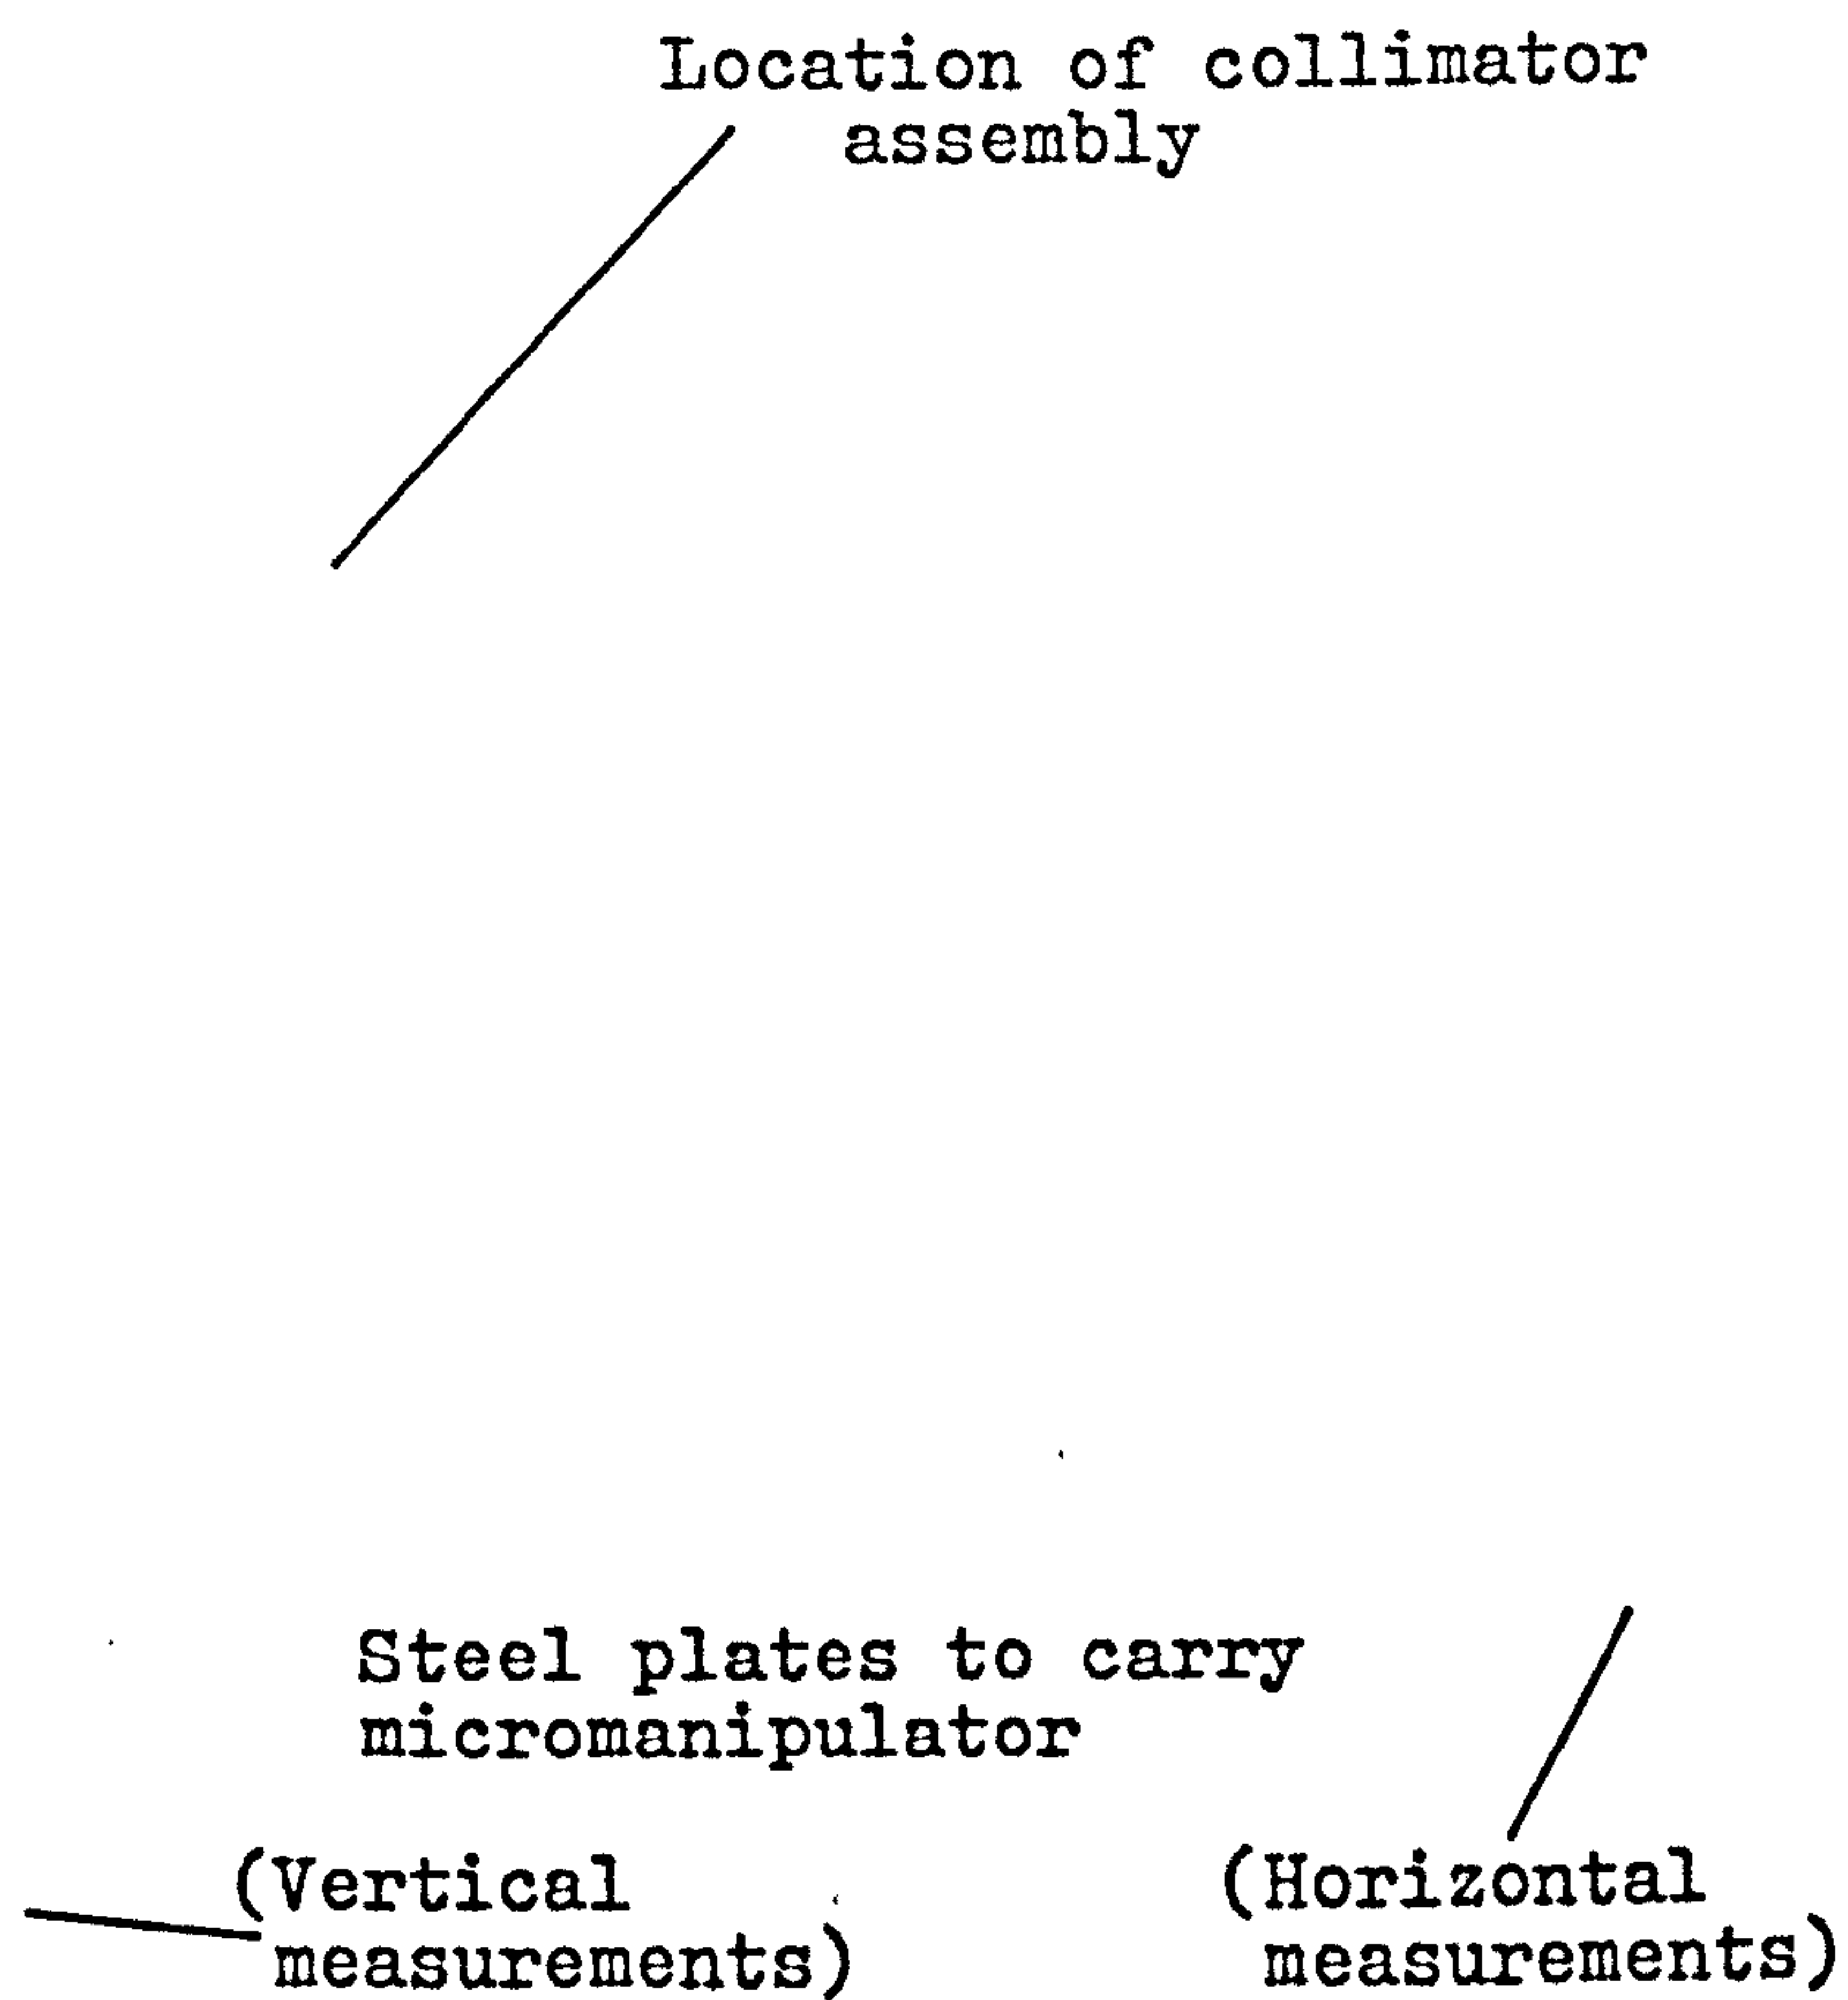 Location of collimator
assembly
Steel plates to carry
micromanipulator
(Vertical
measurements)
(Horizontal
measurements)